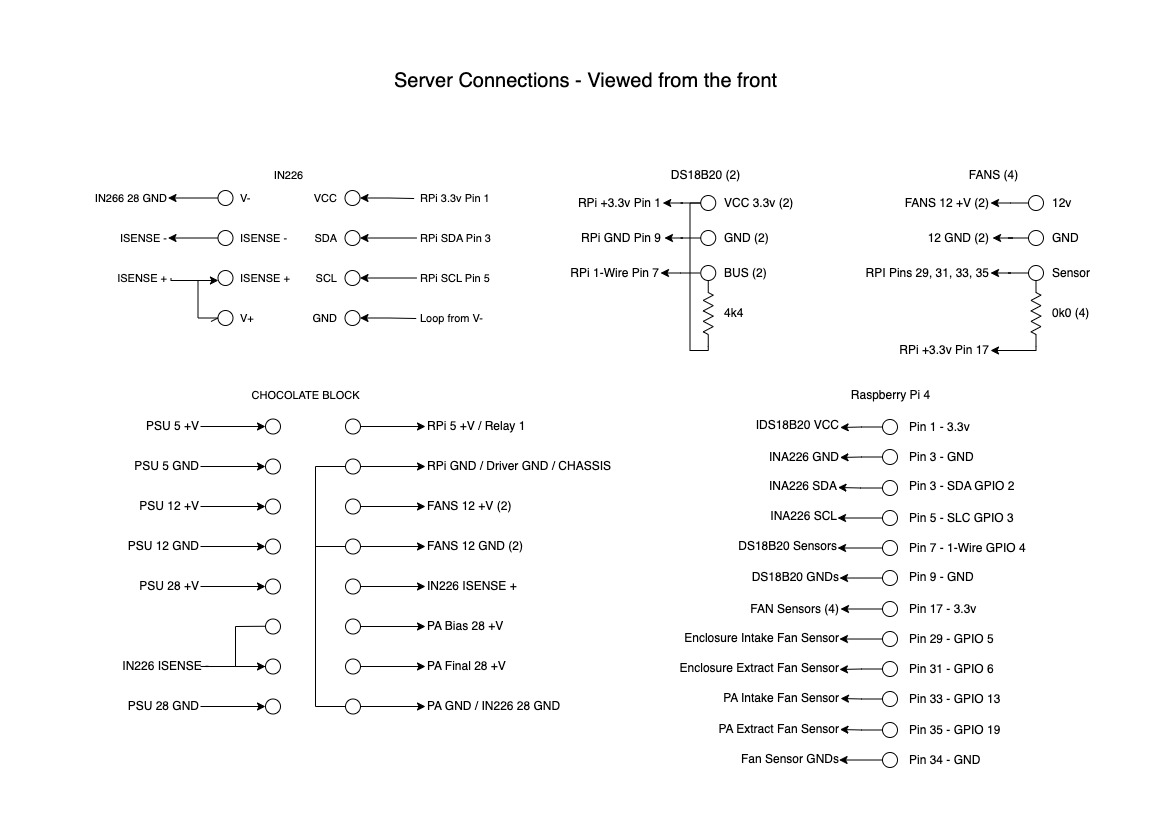 Server Connections - Viewed from the front
IN226
IN266 28 GND
V-
VCC
RPi 3.3v Pin 1
ISENSE -
ISENSE -
SDA
RPi SDA Pin 3
ISENSE +
ISENSE +
SCL
RPi SCL Pin 5
V+
GND
Loop from V-
DS18B20 (2)
RPi +3.3v Pin 1
VCC 3.3v (2)
RPi GND Pin 9
GND (2)
RPi 1-Wire Pin 7
BUS (2)
4k4
FANS (4)
FANS 12 +V (2)
12v
12 GND (2)
GND
RPI Pins 29, 31, 33, 35
Sensor
0k0 (4)
RPi +3.3v Pin 17
CHOCOLATE BLOCK
PSU 5 +V
RPi 5 +V / Relay 1
PSU 5 GND
RPi GND / Driver GND / CHASSIS
PSU 12 +V
FANS 12 +V (2)
PSU 12 GND
FANS 12 GND (2)
PSU 28 +V
IN226 ISENSE +
PA Bias 28 +V
IN226 ISENSE-
PA Final 28 +V
PSU 28 GND
PA GND / IN226 28 GND
Raspberry Pi 4
IDS18B20 VCC
Pin 1 - 3.3v
INA226 GND
Pin 3 - GND
INA226 SDA
Pin 3 - SDA GPIO 2
INA226 SCL
Pin 5 - SLC GPIO 3
DS18B20 Sensors
Pin 7 - 1-Wire GPIO 4
DS18B20 GNDs
Pin 9 - GND
FAN Sensors (4)
Pin 17 - 3.3v
Enclosure Intake Fan Sensor
Pin 29 - GPIO 5
Enclosure Extract Fan Sensor
Pin 31 - GPIO 6
PA Intake Fan Sensor
Pin 33 - GPIO 13
PA Extract Fan Sensor
Pin 35 - GPIO 19
Fan Sensor GNDs
Pin 34 - GND